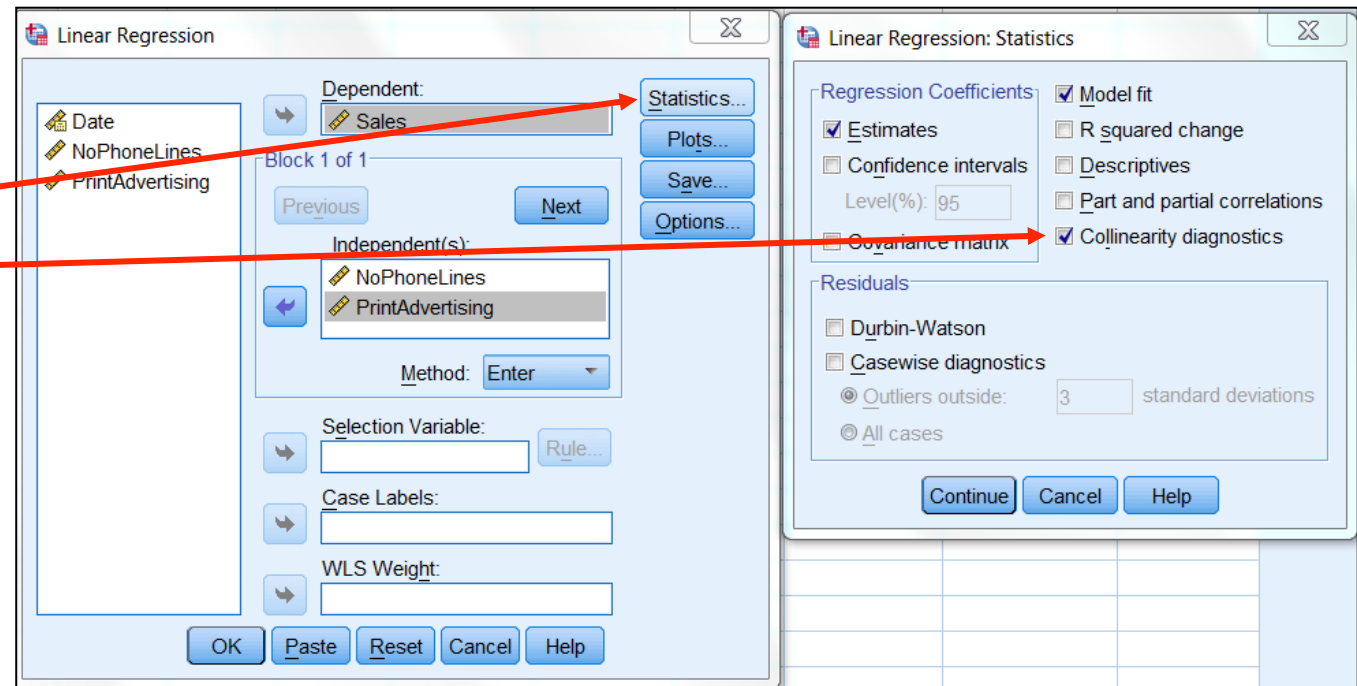 Linear Regression
Date
NoPhoneLines
PrintAdvertising
Dependent:
Sales
Block 1 of 1
Previous
Next
Independent(s):
NoPhoneLines
PrintAdvertising
Method: Enter
Selection Variable:
Rule...
Case Labels:
WLS Weight:
Statistics...
Plots...
Save...
Options...
OK Paste Reset Cancel Help
Linear Regression: Statistics
Regression Coefficients
Estimates
Confidence intervals
Level(%): 95
Covariance matrix
Model fit
R squared change
Descriptives
Part and partial correlations
Collinearity diagnostics
Residuals
Durbin-Watson
Casewise diagnostics
Outliers outside: 3 standard deviations
All cases
Continue Cancel Help